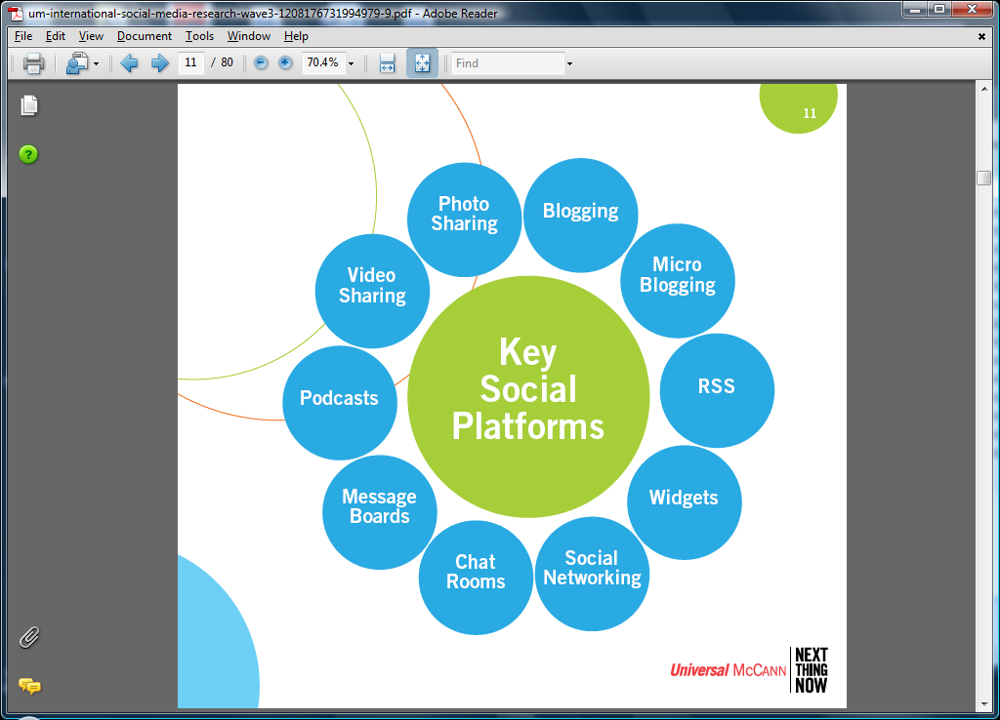 um-international-social-media-research-wave3-1208176731994979-9.pdf - Adobe Reader
File Edit View Document Tools Window Help
11 / 80 70.4% Find
11
Photo
Sharing
Blogging
Micro
Blogging
RSS
Widgets
Social
Networking
Chat
Rooms
Message
Boards
Podcasts
Video
Sharing
Key
Social
Platforms
Universal McCann
NEXT
THING
NOW